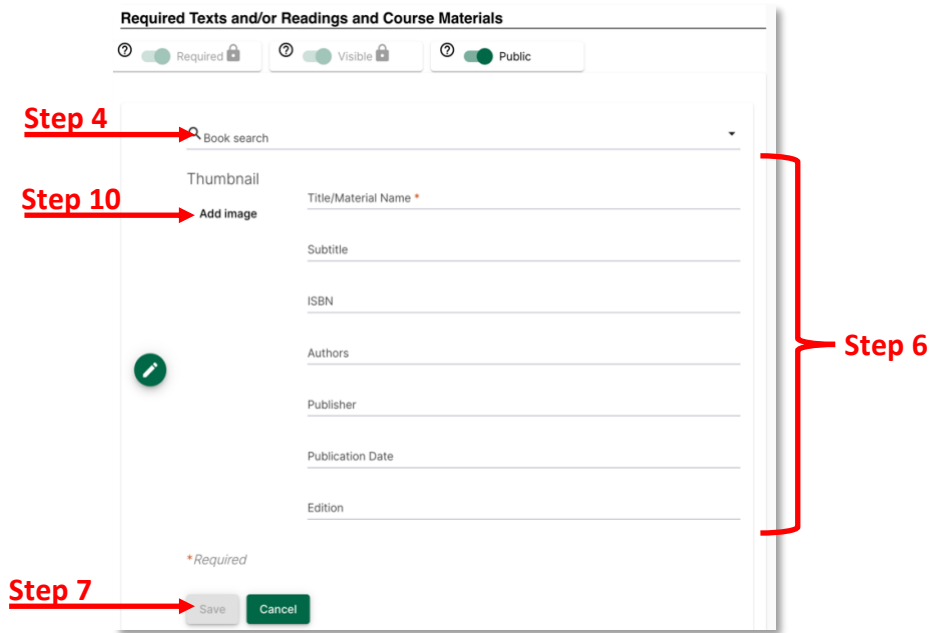 Required Texts and/or Readings and Course Materials
Required
Visible
Public
Step 4
Book search
Thumbnail
Step 10
Add image
Title/Material Name *
Subtitle
ISBN
Authors
Step 6
Publisher
Publication Date
Edition
*Required
Step 7
Save
Cancel